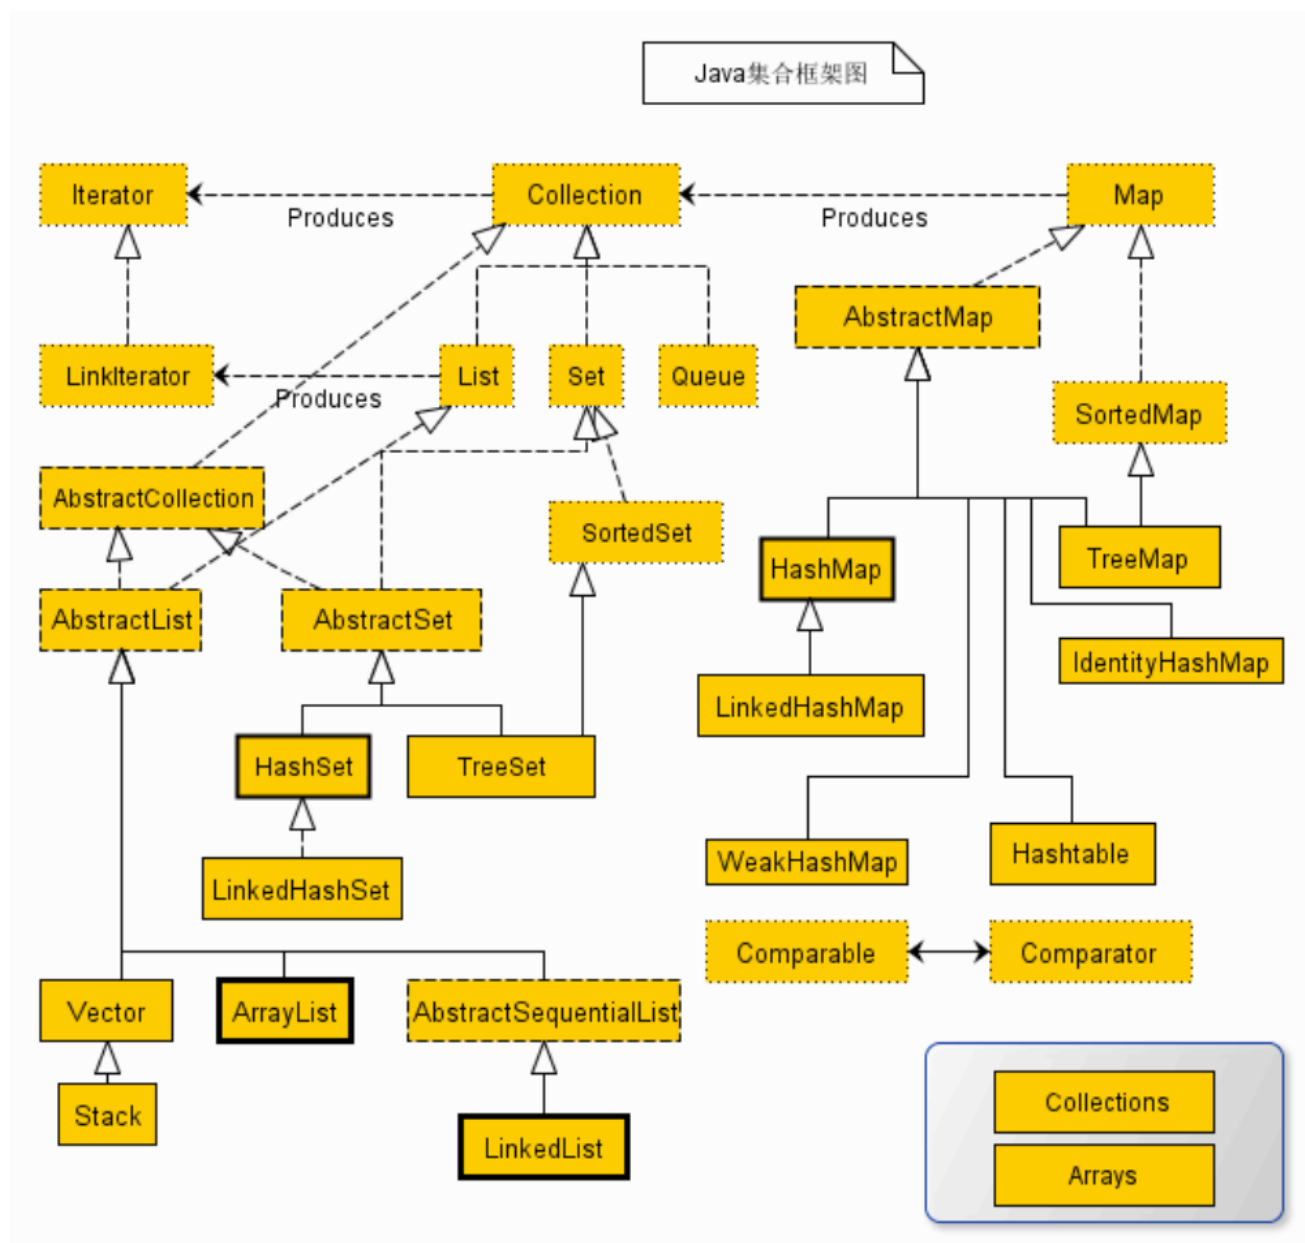 Java集合框架图
Iterator
Produces
Collection
Produces
Map
AbstractMap
LinkIterator
Produces
List
Set
Queue
SortedMap
AbstractCollection
SortedSet
HashMap
TreeMap
AbstractList
AbstractSet
IdentityHashMap
LinkedHashMap
HashSet
TreeSet
WeakHashMap
Hashtable
LinkedHashSet
Comparable
Comparator
Vector
ArrayList
AbstractSequentialList
Stack
LinkedList
Collections
Arrays